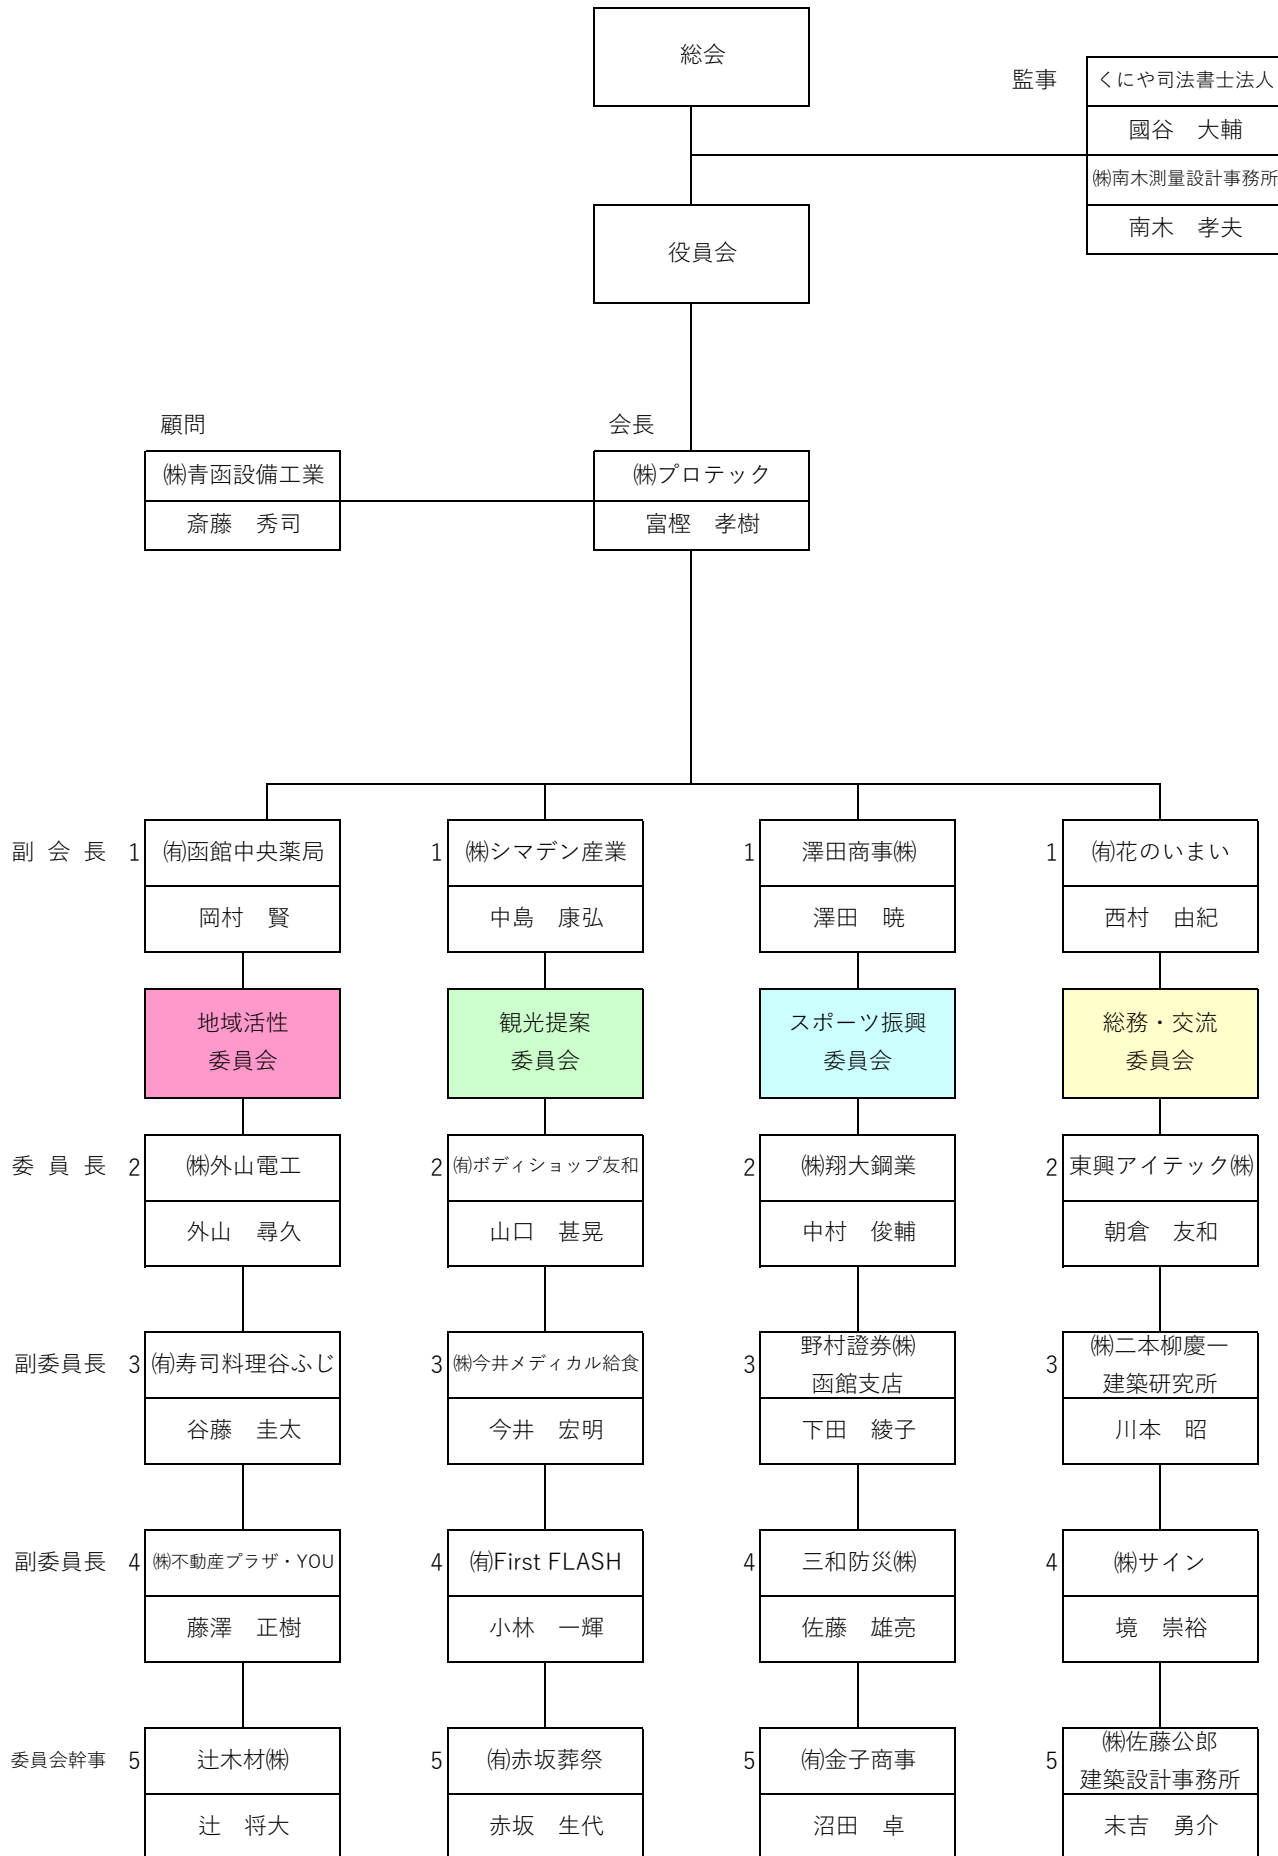 総会
監事
くにや司法書士法人
國谷　大輔
㈱南木測量設計事務所
南木　孝夫
役員会
顧問
㈱青函設備工業
斎藤　秀司
会長
㈱プロテック
富樫　孝樹
副 会 長 1 ㈲函館中央薬局 1 ㈱シマデン産業 1 澤田商事㈱ 1 ㈲花のいまい
岡村　賢 中島　康弘 澤田　暁 西村　由紀
地域活性 観光提案 スポーツ振興 総務・交流
委員会 委員会 委員会 委員会
委 員 長 2 ㈱外山電工 2 ㈲ボディショップ友和 2 ㈱翔大鋼業 2 東興アイテック㈱
外山　尋久 山口　甚晃 中村　俊輔 朝倉　友和
副委員長 3 ㈲寿司料理谷ふじ 3 ㈱今井メディカル給食 3 野村證券㈱ 3 ㈱二本柳慶一
函館支店 建築研究所
谷藤　圭太 今井　宏明 下田　綾子 川本　昭
副委員長 4 ㈱不動産プラザ・YOU 4 ㈲First FLASH 4 三和防災㈱ 4 ㈱サイン
藤澤　正樹 小林　一輝 佐藤　雄亮 境　崇裕
委員会幹事 5 辻木材㈱ 5 ㈲赤坂葬祭 5 ㈲金子商事 5 ㈱佐藤公郎
建築設計事務所
辻　将大 赤坂　生代 沼田　卓 末吉　勇介